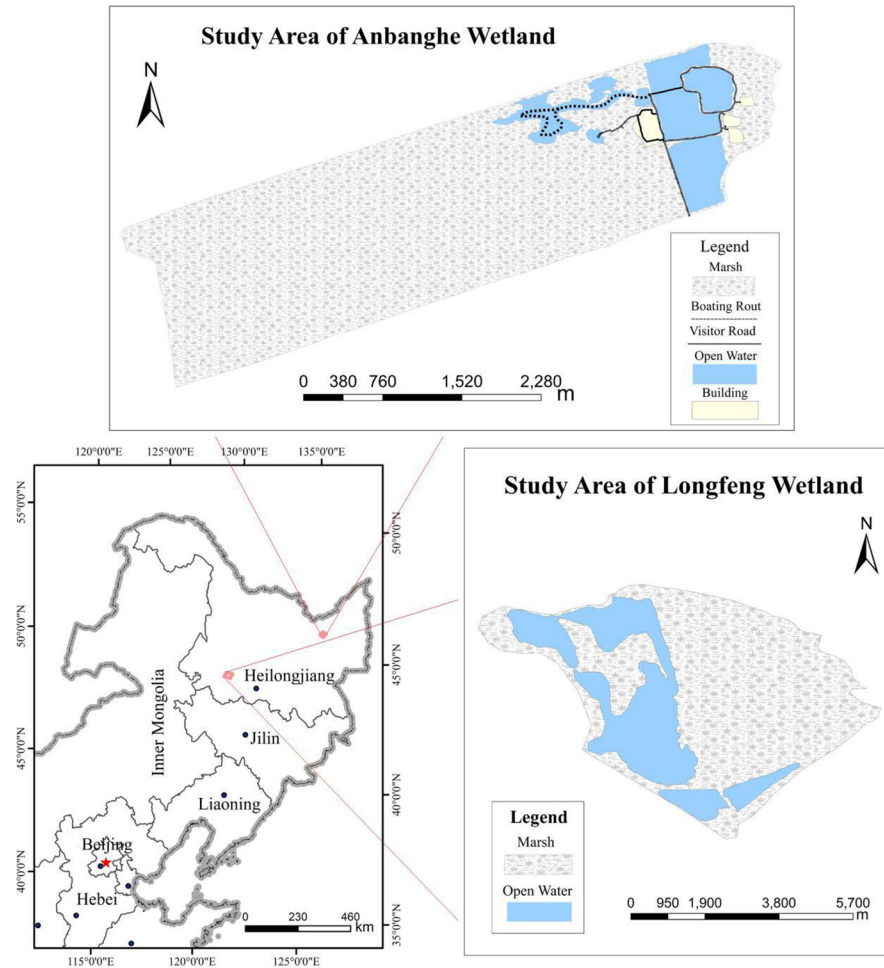 Study Area of Anbanghe Wetland
N
Legend
Marsh
Boating Rout
Visitor Road
Open Water
Building
0 380 760 1,520 2,280
m
120°0'0"E 125°0'0"E 130°0'0"E 135°0'0"E
55°0'0"N
50°0'0"N
45°0'0"N
40°0'0"N
50°0'0"N
45°0'0"N
40°0'0"N
35°0'0"N
Inner Mongolia
Heilongjiang
Jilin
Liaoning
Beijing
Hebei
0 230 460
km
115°0'0"E 120°0'0"E 125°0'0"E
Study Area of Longfeng Wetland
N
Legend
Marsh
Open Water
0 950 1,900 3,800 5,700
m